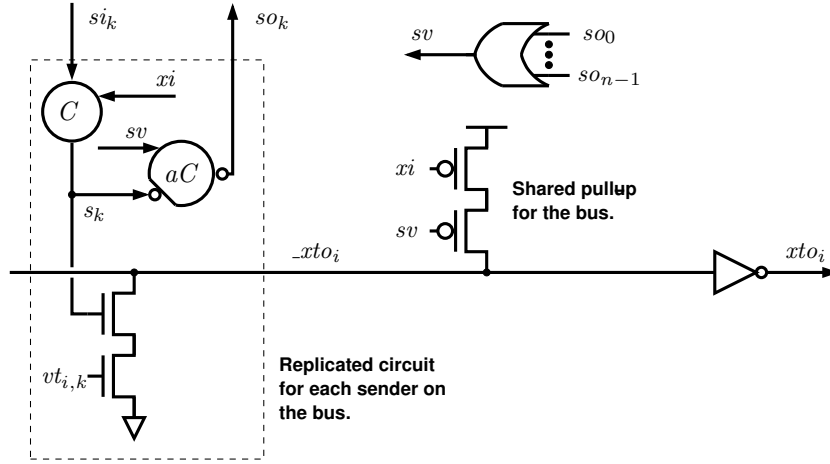 si_k
so_k
sv
so_0
so_{n−1}
C
xi
sv
aC
xi
Shared pullup
for the bus.
s_k
sv
_xto_i
xto_i
Replicated circuit
for each sender on
the bus.
vt_{i,k}